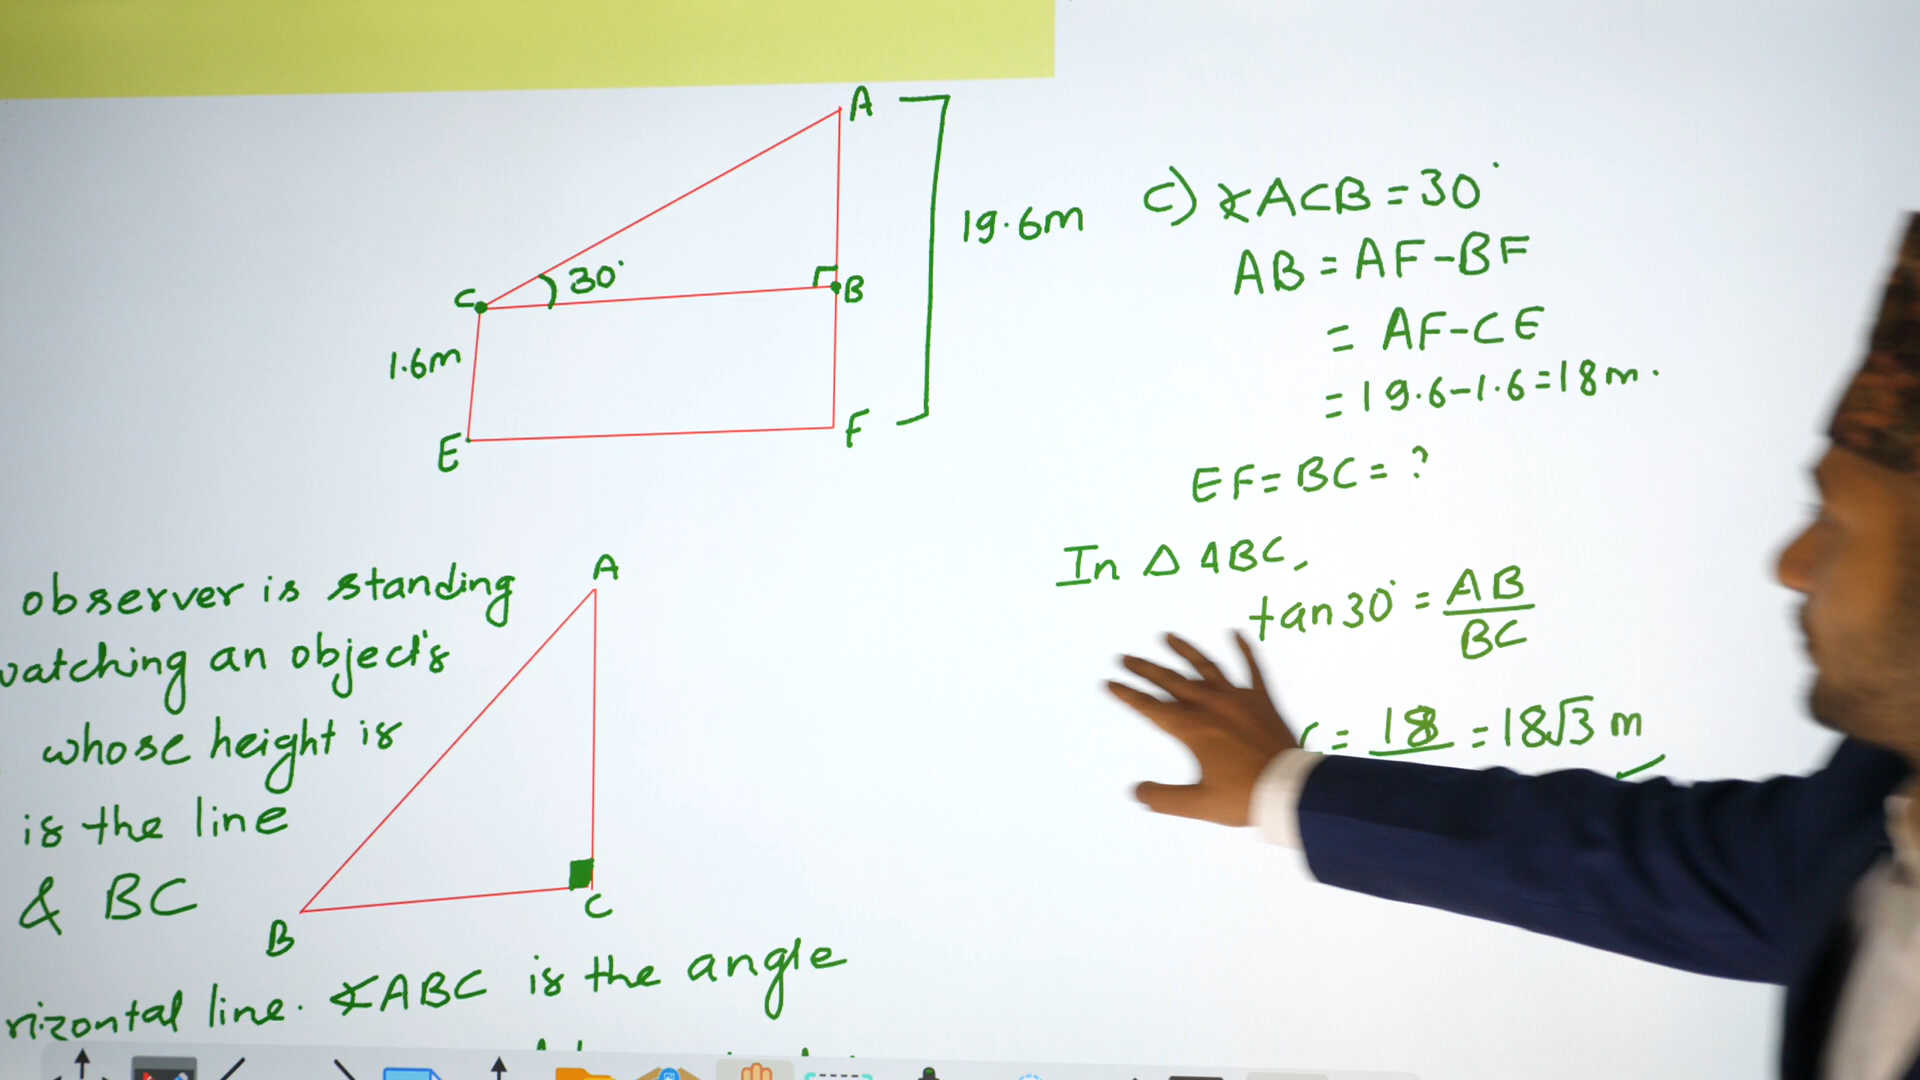 A
19.6m
30°
C
B
1.6m
E
F
observer is standing
watching an object's
whose height is
is the line
& BC
A
B
C
rizontal line. ∡ABC is the angle
c) ∡ACB = 30°
AB = AF - BF
= AF - CE
= 19.6 - 1.6 = 18m.
EF = BC = ?
In △ ABC,
tan30° = AB/BC
= 18 = 18√3 m